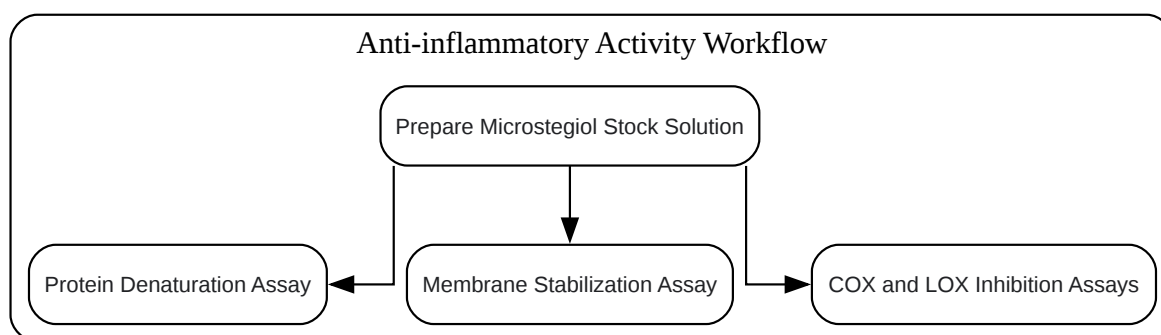 Anti-inflammatory Activity Workflow
Prepare Microstegiol Stock Solution
Protein Denaturation Assay
Membrane Stabilization Assay
COX and LOX Inhibition Assays